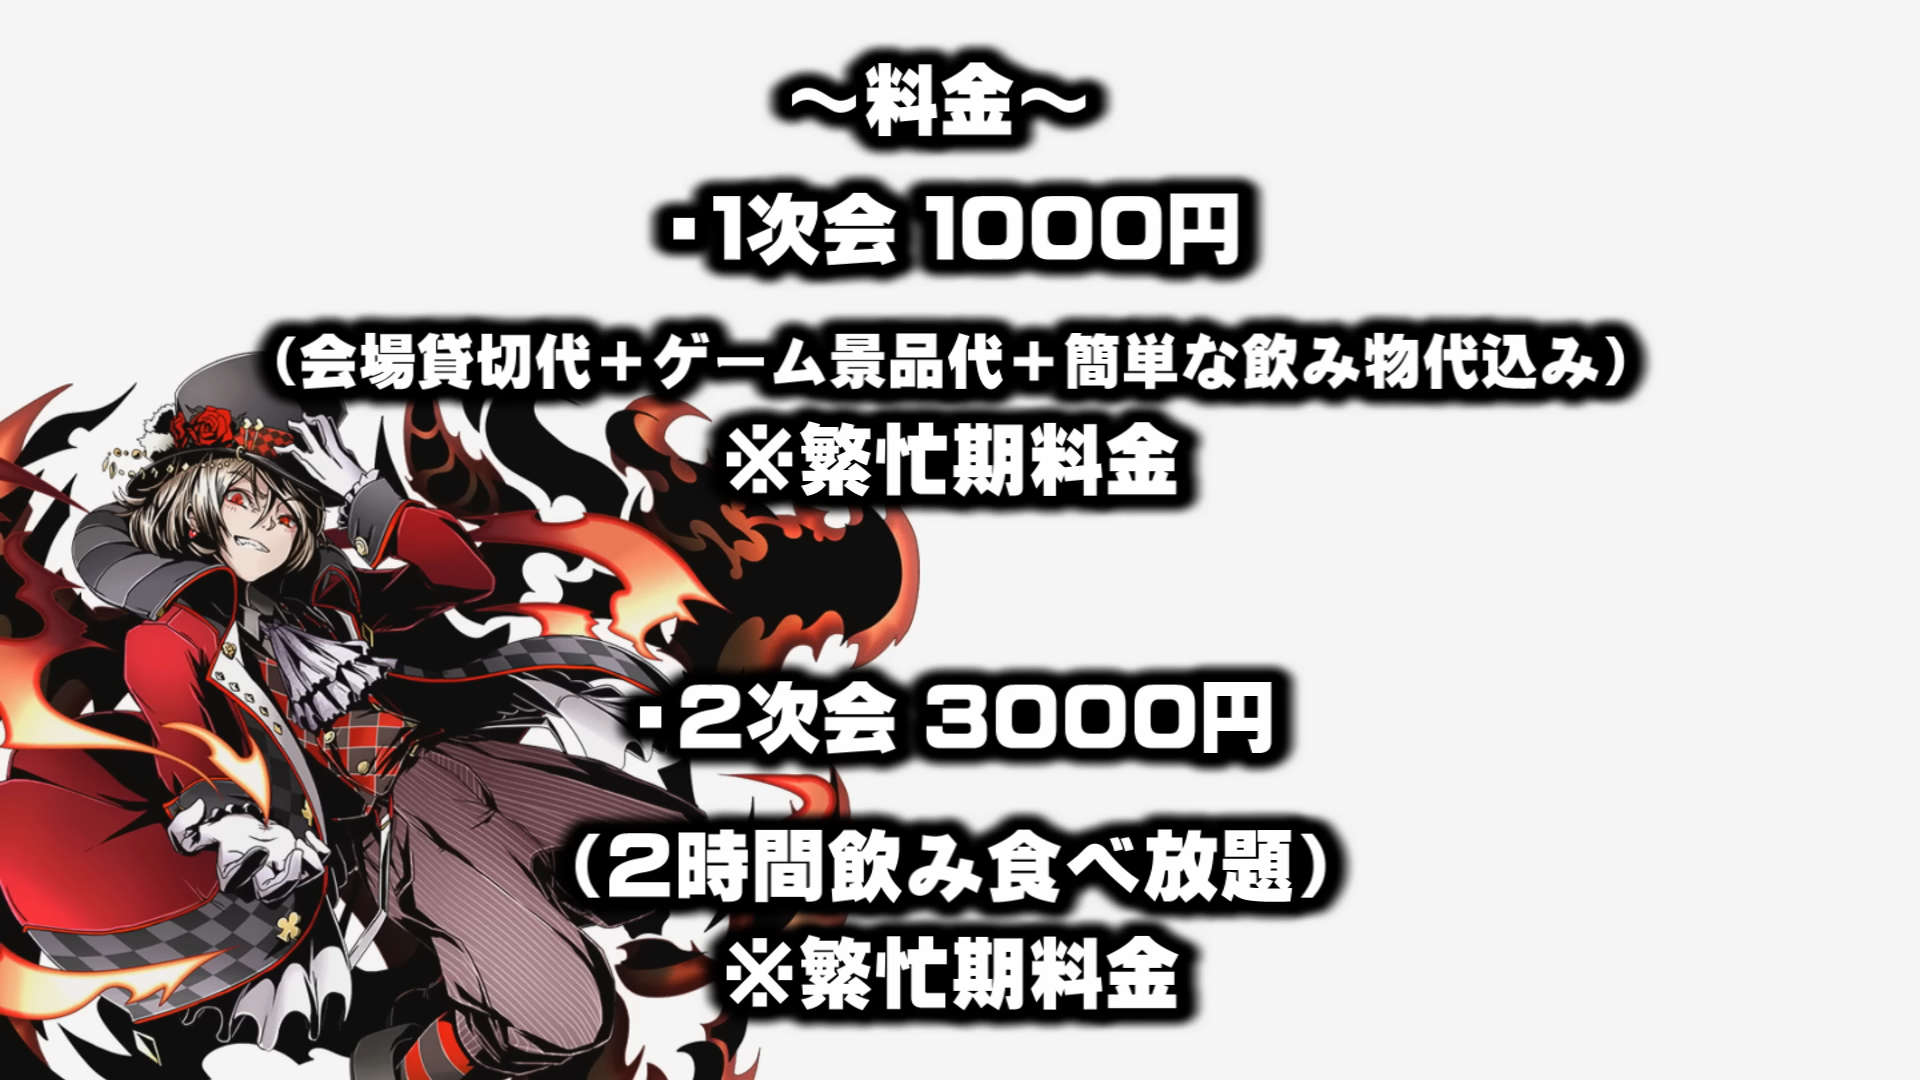 ～料金～
・1次会 1000円
（会場貸切代＋ゲーム景品代＋簡単な飲み物代込み）
※繁忙期料金
・2次会 3000円
（2時間飲み食べ放題）
※繁忙期料金